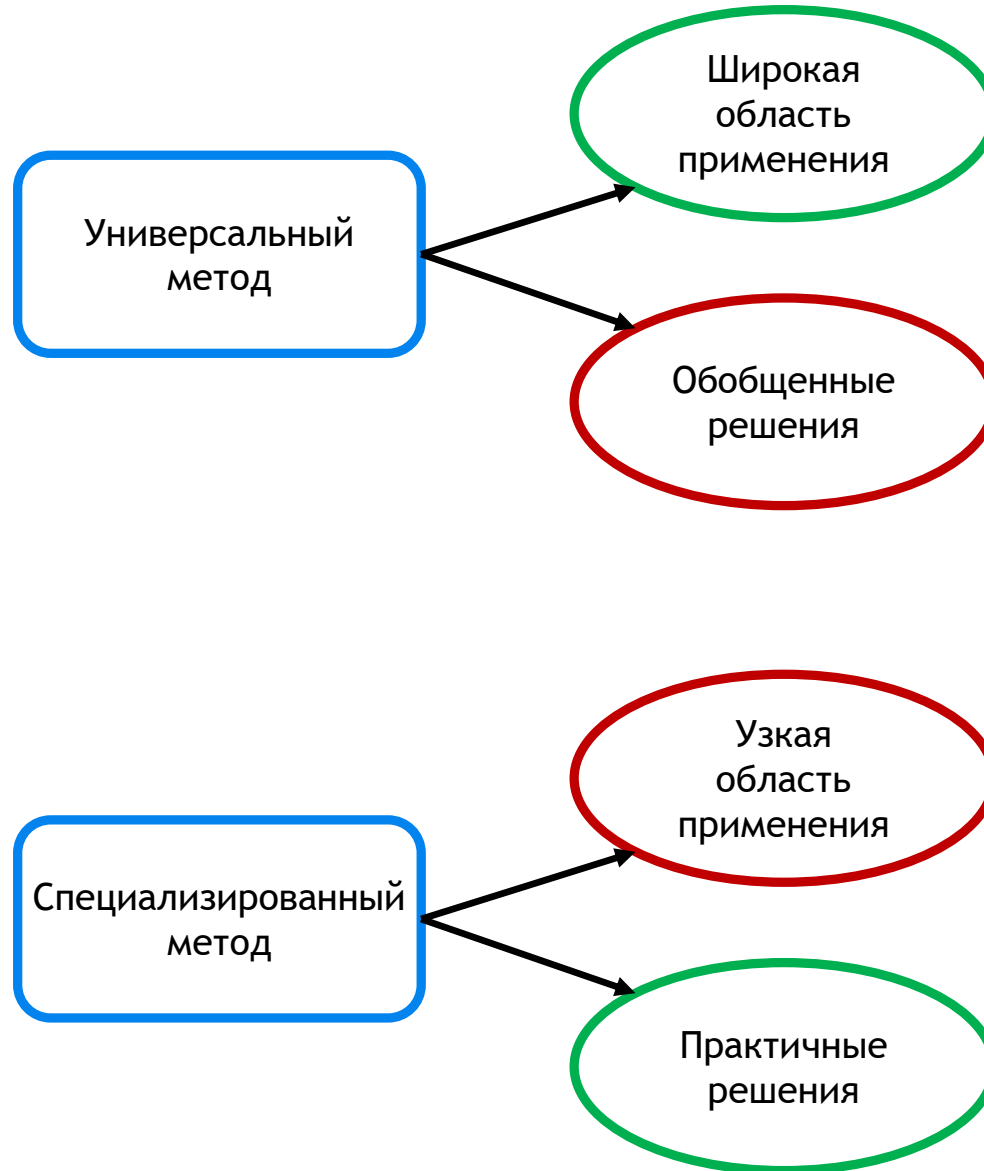 Широкая
область
применения
Универсальный
метод
Обобщенные
решения
Узкая
область
применения
Специализированный
метод
Практичные
решения